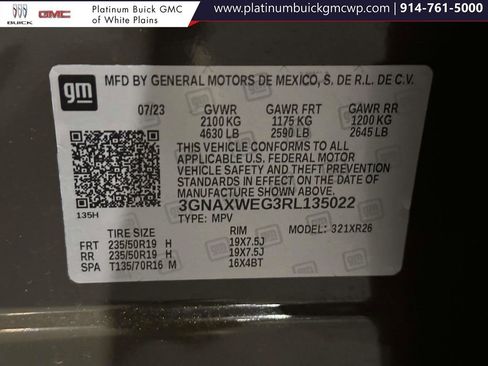 BUICK GMC Platinum Buick GMC of White Plains
www.platinumbuickgmcwp.com | 914-761-5000
gm
MFD BY GENERAL MOTORS DE MEXICO, S. DE R.L. DE C.V.
07/23 GVWR GAWR FRT GAWR RR
2100 KG 1175 KG 1200 KG
4630 LB 2590 LB 2645 LB
THIS VEHICLE CONFORMS TO ALL
APPLICABLE U.S. FEDERAL MOTOR
VEHICLE SAFETY AND THEFT PREVENTION
STANDARDS IN EFFECT ON THE DATE OF
MANUFACTURE SHOWN ABOVE.
135H
3GNAXWEG3RL135022
TYPE: MPV MODEL: 321XR26
TIRE SIZE RIM
FRT 235/50R19 H 19X7.5J
RR 235/50R19 H 19X7.5J
SPA T135/70R16 M 16X4BT